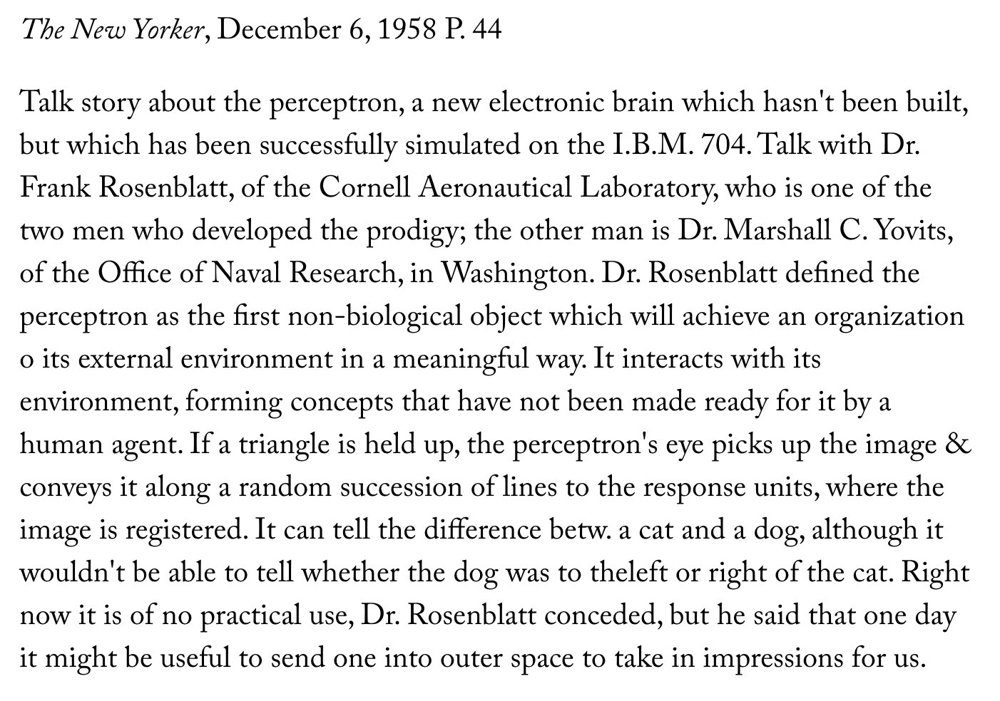 The New Yorker, December 6, 1958 P. 44
Talk story about the perceptron, a new electronic brain which hasn't been built,
but which has been successfully simulated on the I.B.M. 704. Talk with Dr.
Frank Rosenblatt, of the Cornell Aeronautical Laboratory, who is one of the
two men who developed the prodigy; the other man is Dr. Marshall C. Yovits,
of the Office of Naval Research, in Washington. Dr. Rosenblatt defined the
perceptron as the first non-biological object which will achieve an organization
o its external environment in a meaningful way. It interacts with its
environment, forming concepts that have not been made ready for it by a
human agent. If a triangle is held up, the perceptron's eye picks up the image &
conveys it along a random succession of lines to the response units, where the
image is registered. It can tell the difference betw. a cat and a dog, although it
wouldn't be able to tell whether the dog was to theleft or right of the cat. Right
now it is of no practical use, Dr. Rosenblatt conceded, but he said that one day
it might be useful to send one into outer space to take in impressions for us.